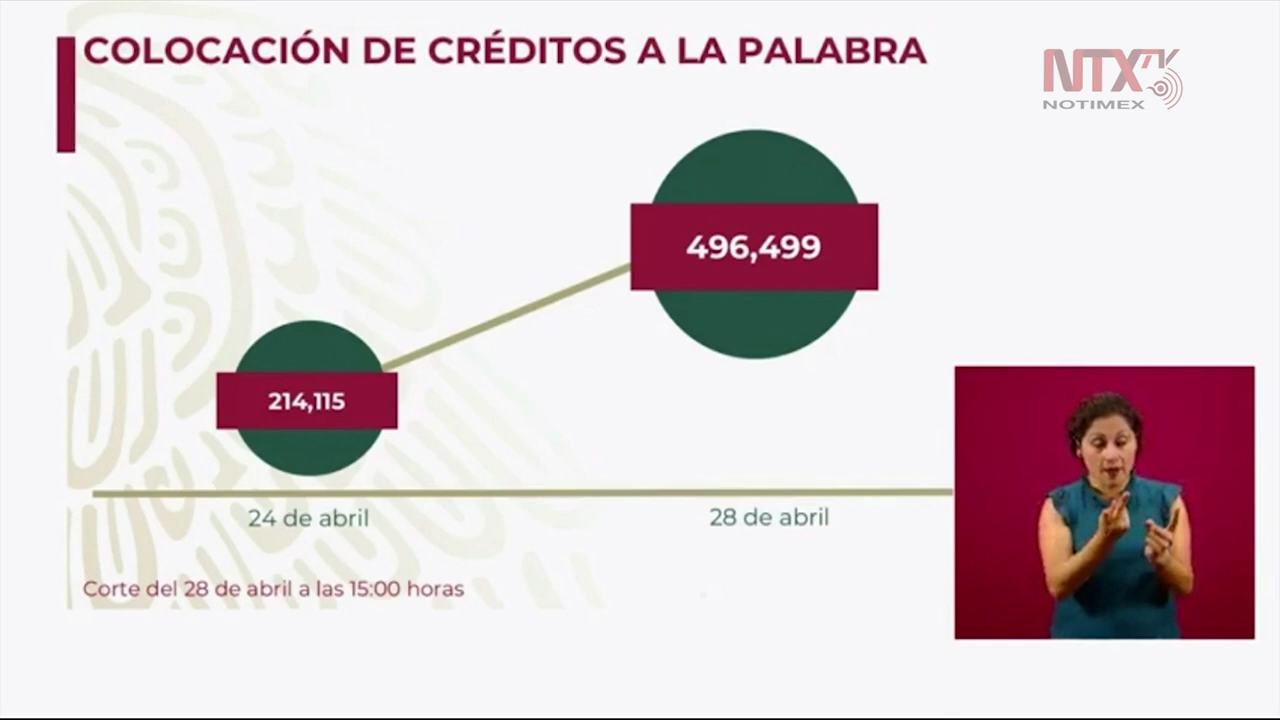 COLOCACIÓN DE CRÉDITOS A LA PALABRA
NTX
NOTIMEX
496,499
214,115
24 de abril
28 de abril
Corte del 28 de abril a las 15:00 horas